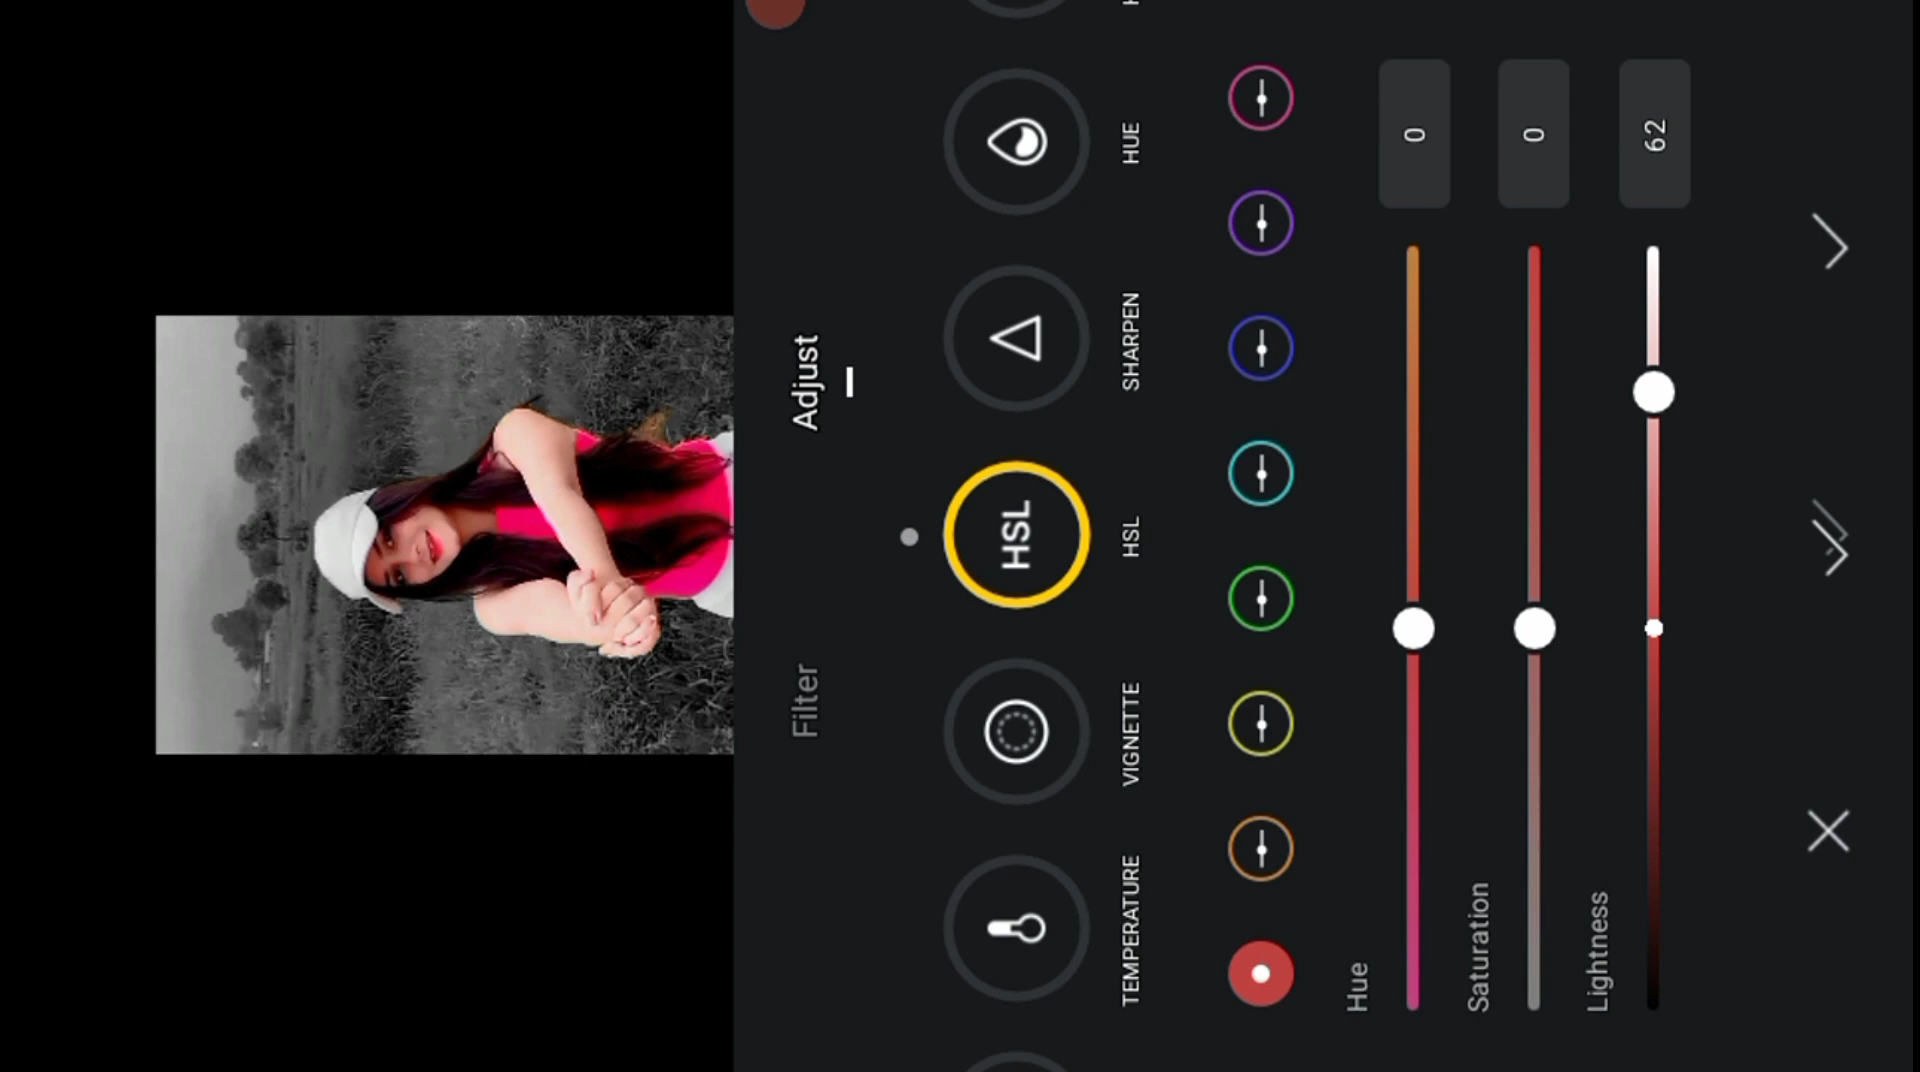 Filter Adjust
HSL
TEMPERATURE VIGNETTE HSL SHARPEN HUE
Hue 0
Saturation 0
Lightness 62